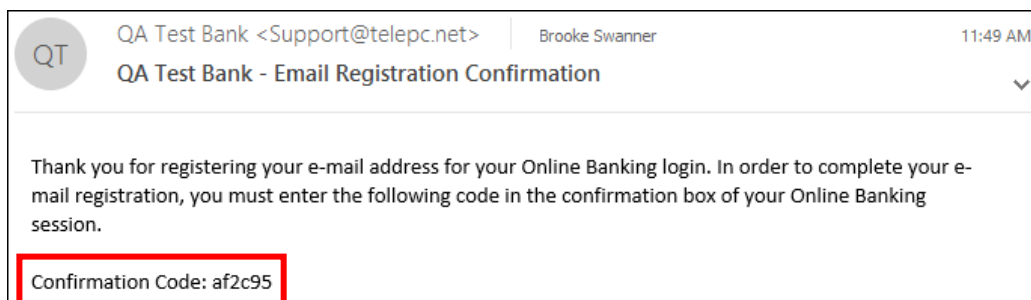 QT
QA Test Bank <Support@telepc.net> Brooke Swanner 11:49 AM
QA Test Bank - Email Registration Confirmation
Thank you for registering your e-mail address for your Online Banking login. In order to complete your e-
mail registration, you must enter the following code in the confirmation box of your Online Banking
session.
Confirmation Code: af2c95